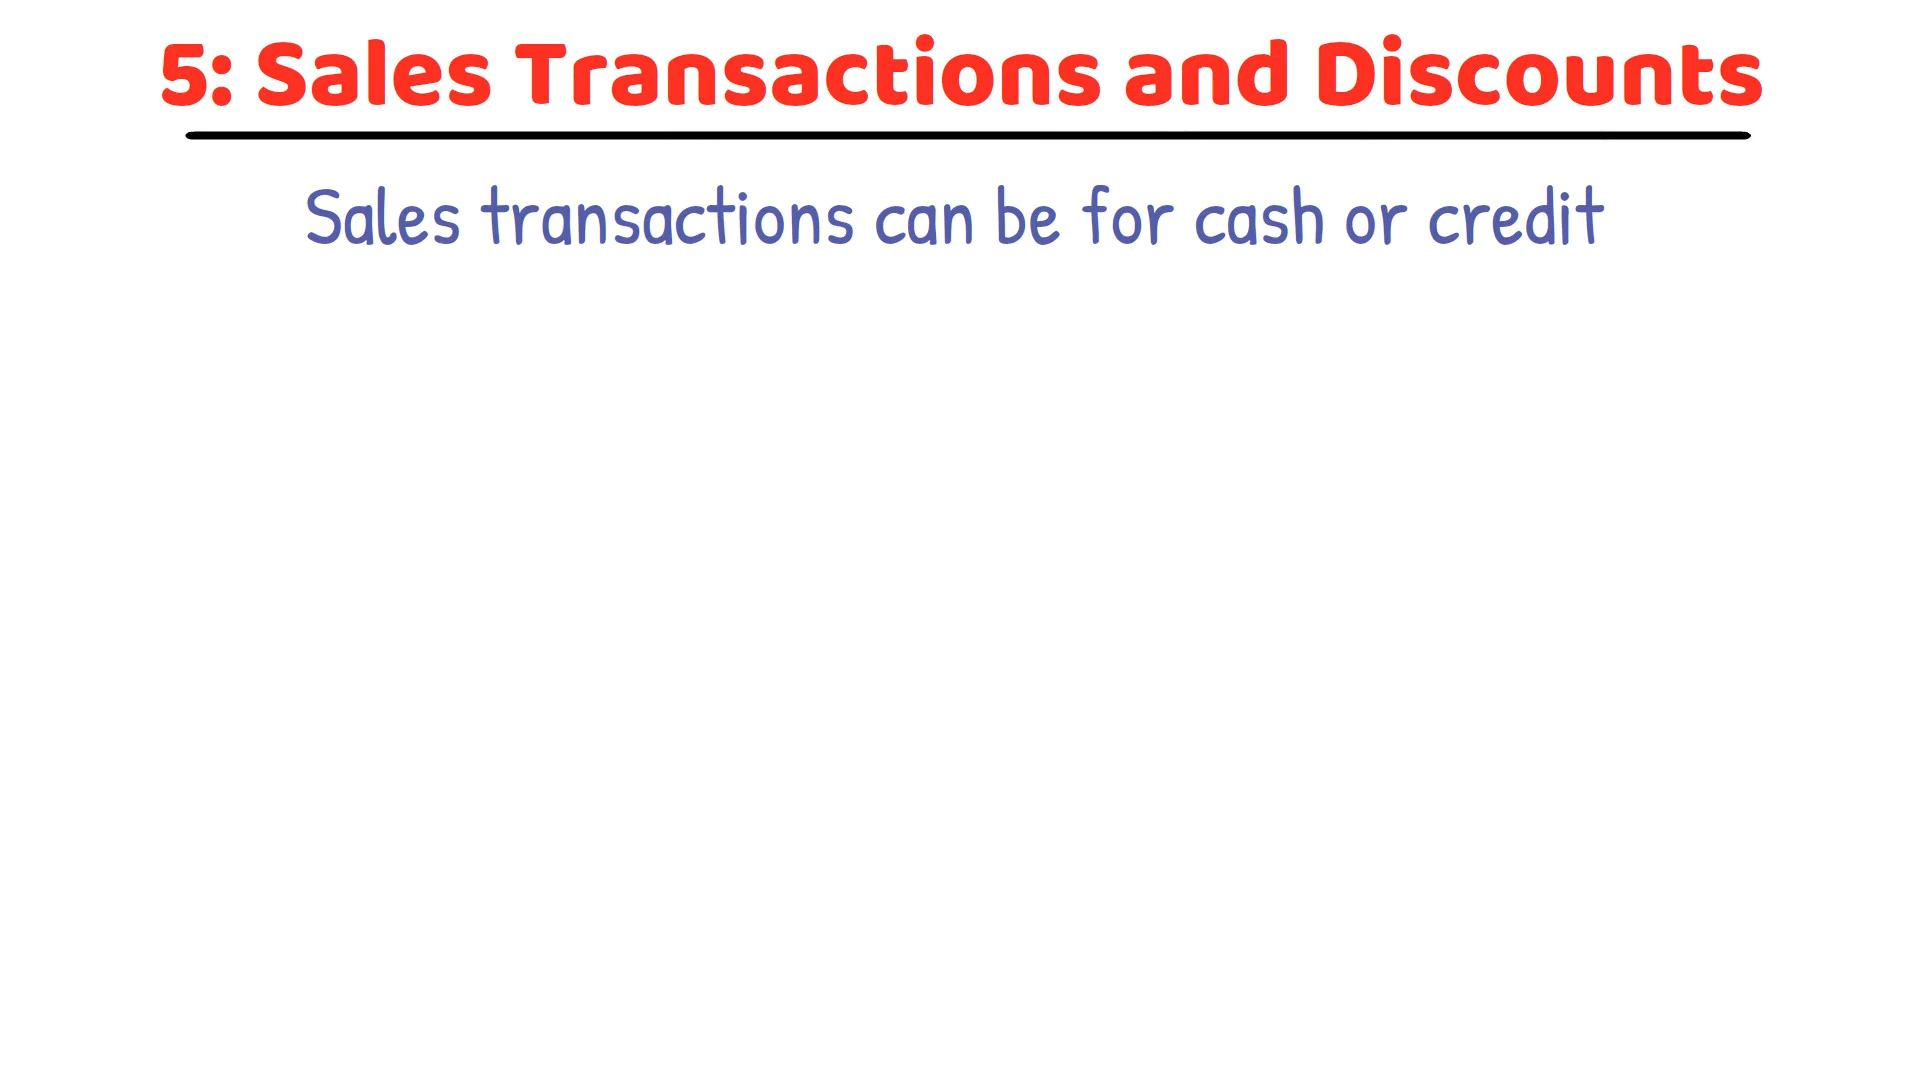 5: Sales Transactions and Discounts
Sales transactions can be for cash or credit